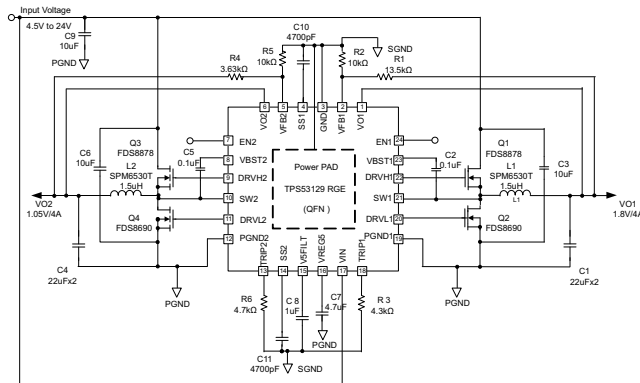 Input Voltage
4.5V to 24V
C9
10uF
PGND
C10
4700pF
SGND
R5
10kΩ
R2
10kΩ
R4
3.63kΩ
R1
13.5kΩ
6
5
4
3
2
1
VO2
VFB2
SS1
GND
VFB1
VO1
7
EN2
EN1
24
Q3
FDS8878
C5
0.1uF
8
VBST2
VBST1
23
C2
0.1uF
Q1
FDS8878
C6
10uF
L2
SPM6530T
1.5uH
9
DRVH2
DRVH1
22
L1
SPM6530T
1.5uH
L1
C3
10uF
10
SW2
SW1
21
Power PAD
TPS53129 RGE
(QFN)
VO2
1.05V/4A
VO1
1.8V/4A
Q4
FDS8690
11
DRVL2
DRVL1
20
Q2
FDS8690
12
PGND2
PGND1
19
TRIP2
SS2
V5FILT
VREG5
VIN
TRIP1
13
14
15
16
17
18
C4
22uFx2
PGND
PGND
C1
22uFx2
R6
4.7kΩ
C8
1uF
C7
4.7uF
R 3
4.3kΩ
PGND
C11
4700pF
SGND